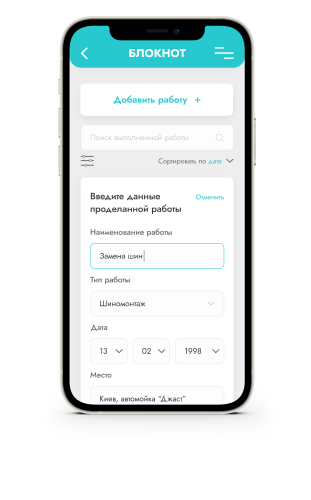 БЛОКНОТ
Добавить работу +
Поиск выполненной работы
Сортировать по дате
Введите данные
проделанной работы
Отменить
Наименование работы
Замена шин
Тип работы
Шиномонтаж
Дата
13
02
1998
Место
Киев, автомойка "Джаст"